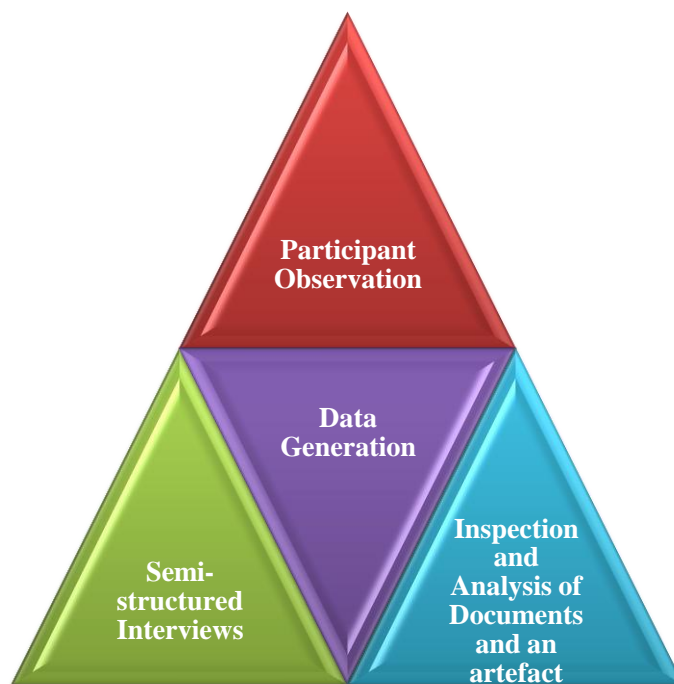 Participant
Observation
Data
Generation
Semi-
structured
Interviews
Inspection
and
Analysis of
Documents
and an
artefact